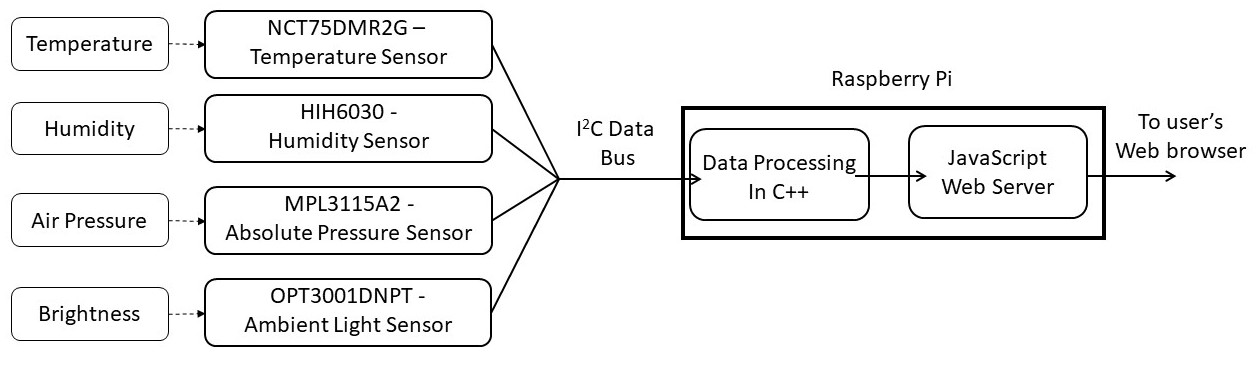 Temperature
NCT75DMR2G –
Temperature Sensor
Humidity
HIH6030 -
Humidity Sensor
Air Pressure
MPL3115A2 -
Absolute Pressure Sensor
Brightness
OPT3001DNPT -
Ambient Light Sensor
I²C Data
Bus
Raspberry Pi
Data Processing
In C++
JavaScript
Web Server
To user’s
Web browser